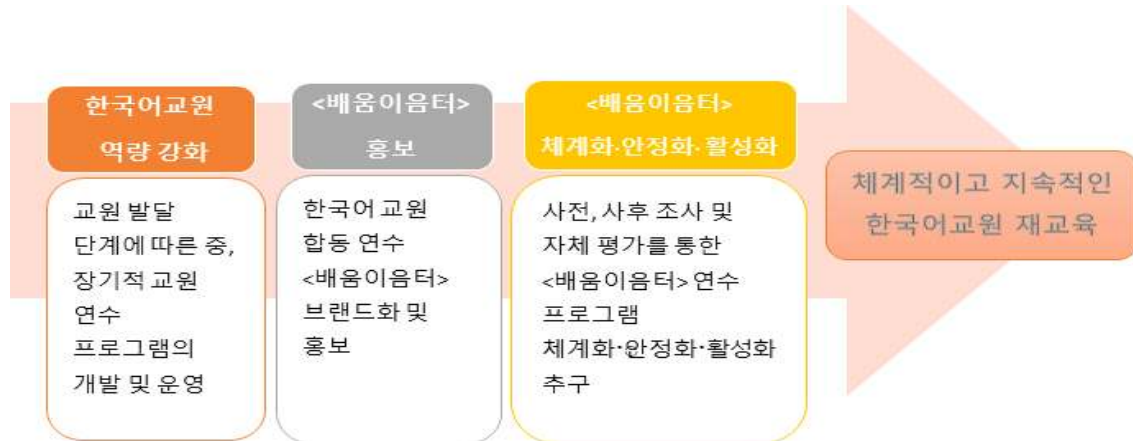 한국어교원
역량 강화
교원 발달
단계에 따른 중,
장기적 교원
연수
프로그램의
개발 및 운영
<배움이음터>
홍보
한국어 교원
합동 연수
<배움이음터>
브랜드화 및
홍보
<배움이음터>
체계화·안정화·활성화
사전, 사후 조사 및
자체 평가를 통한
<배움이음터> 연수
프로그램
체계화·안정화·활성화
추구
체계적이고 지속적인
한국어교원 재교육